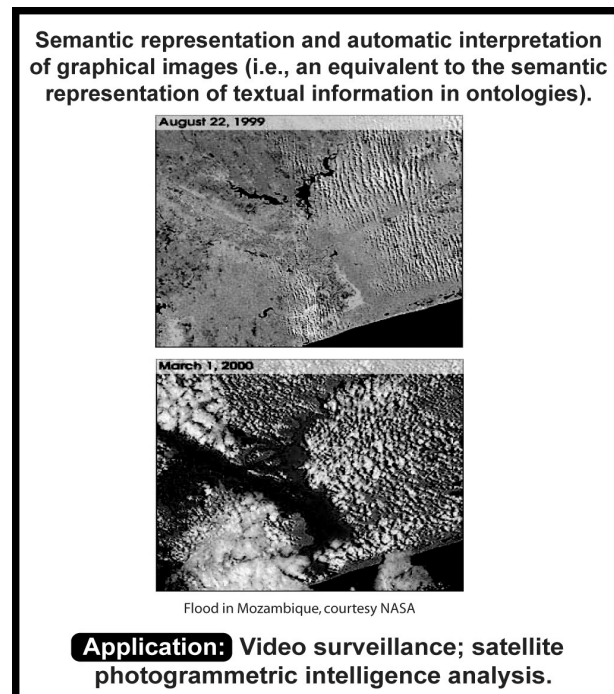 Semantic representation and automatic interpretation
of graphical images (i.e., an equivalent to the semantic
representation of textual information in ontologies).
August 22, 1999
March 1, 2000
Flood in Mozambique, courtesy NASA
Application: Video surveillance; satellite
photogrammetric intelligence analysis.